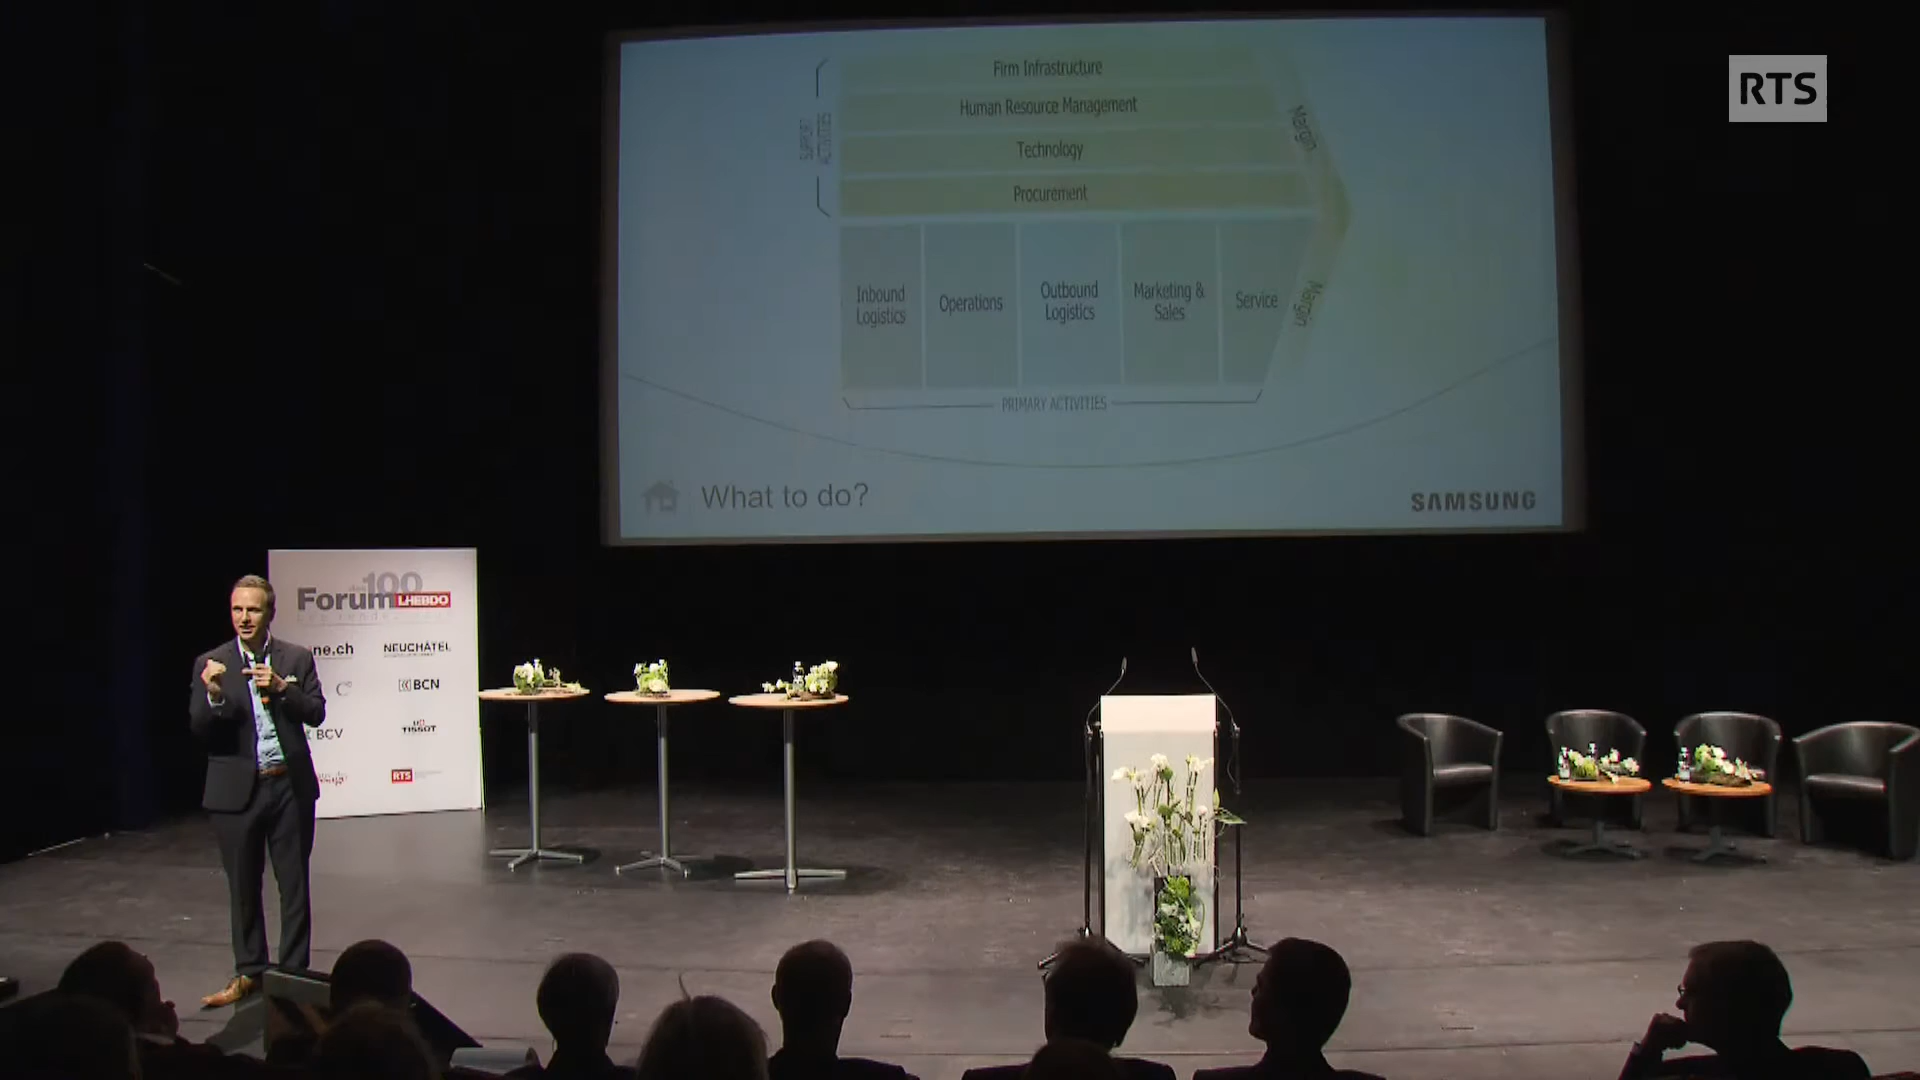 RTS
Firm Infrastructure
Human Resource Management
Technology
Procurement
SUPPORT
ACTIVITIES
Margin
Margin
Inbound
Logistics
Operations
Outbound
Logistics
Marketing &
Sales
Service
PRIMARY ACTIVITIES
What to do?
SAMSUNG
des 100
Forum L'HEBDO
ne.ch
NEUCHÂTEL
BCN
BCV
TISSOT
RTS